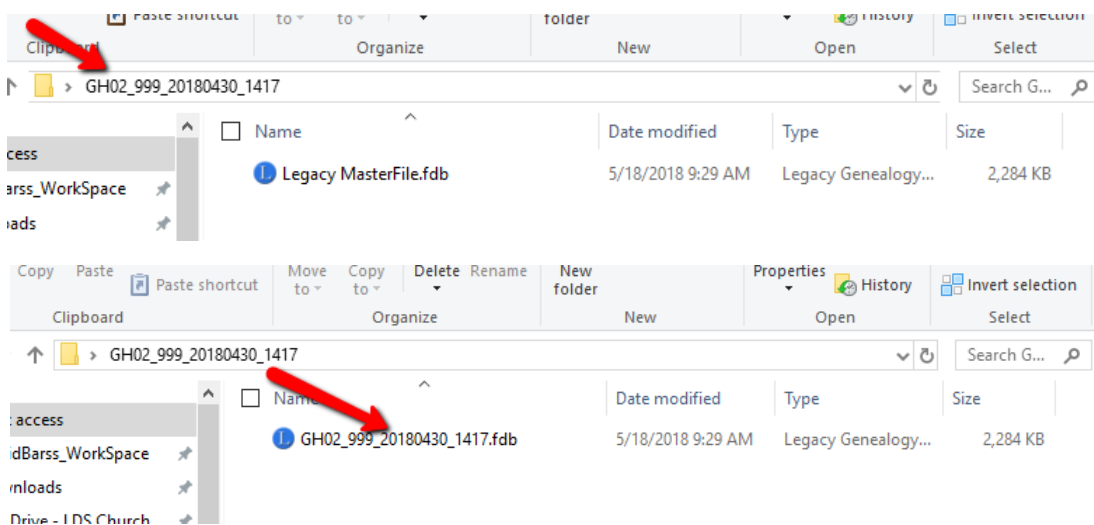 Paste shortcut to to folder History Invert selection
Clipboard Organize New Open Select
GH02_999_20180430_1417 Search G...
Name Date modified Type Size
cess
Legacy MasterFile.fdb 5/18/2018 9:29 AM Legacy Genealogy... 2,284 KB
arss_WorkSpace
oads
Copy Paste Paste shortcut Move to Copy to Delete Rename New folder Properties History Invert selection
Clipboard Organize New Open Select
GH02_999_20180430_1417 Search G...
Name Date modified Type Size
access
GH02_999_20180430_1417.fdb 5/18/2018 9:29 AM Legacy Genealogy... 2,284 KB
idBarss_WorkSpace
wnloads
Drive - LDS Church